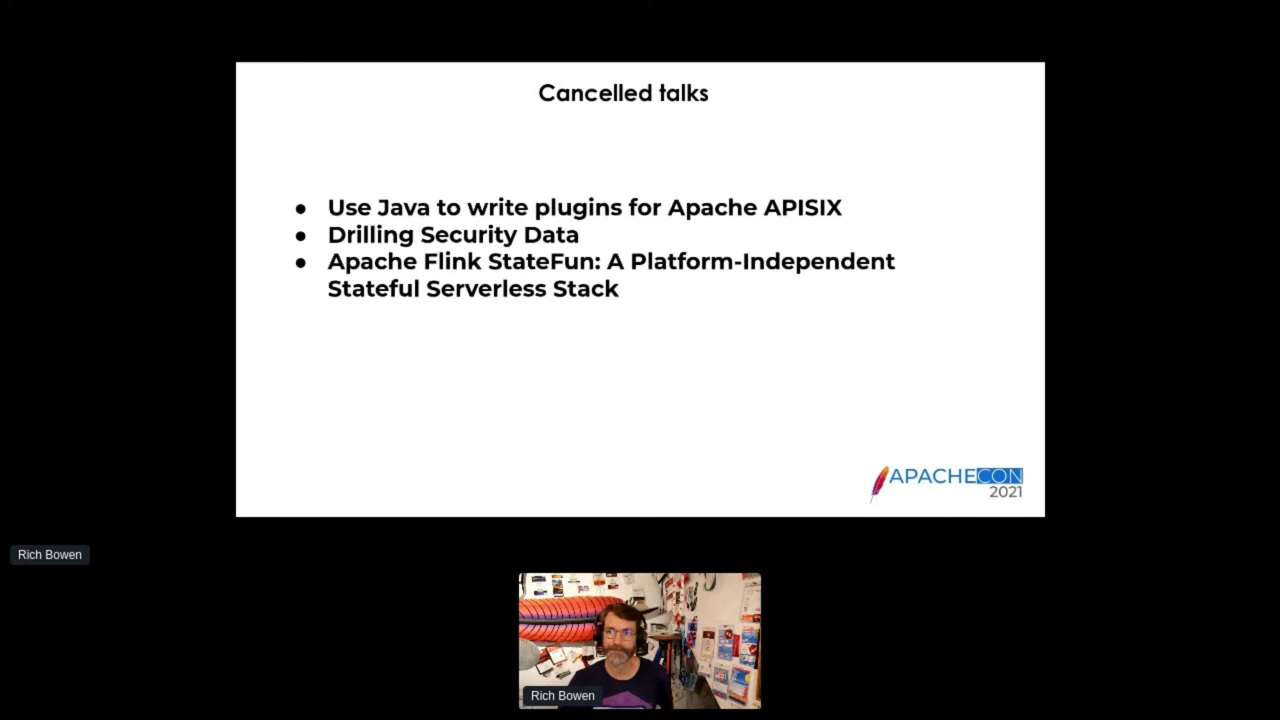 Cancelled talks
● Use Java to write plugins for Apache APISIX
● Drilling Security Data
● Apache Flink StateFun: A Platform-Independent
Stateful Serverless Stack
APACHECON
2021
Rich Bowen
Rich Bowen